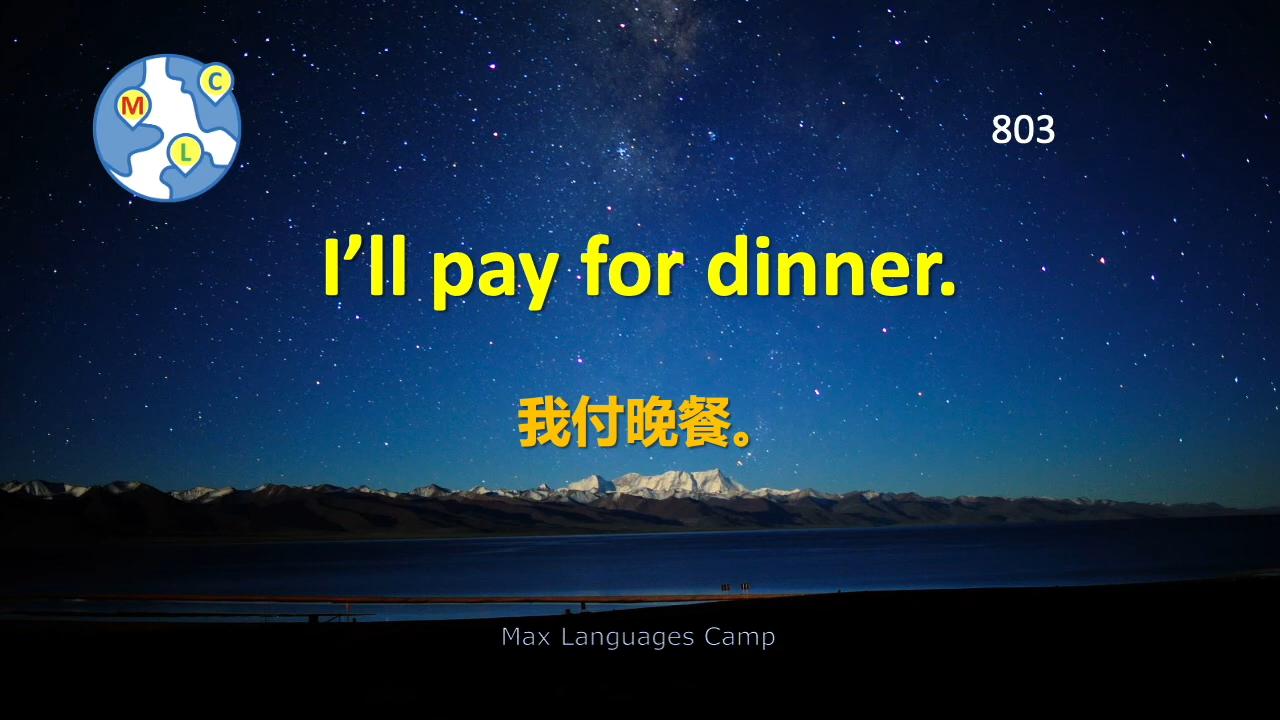 C
M
L
803
I’ll pay for dinner.
我付晚餐。
Max Languages Camp